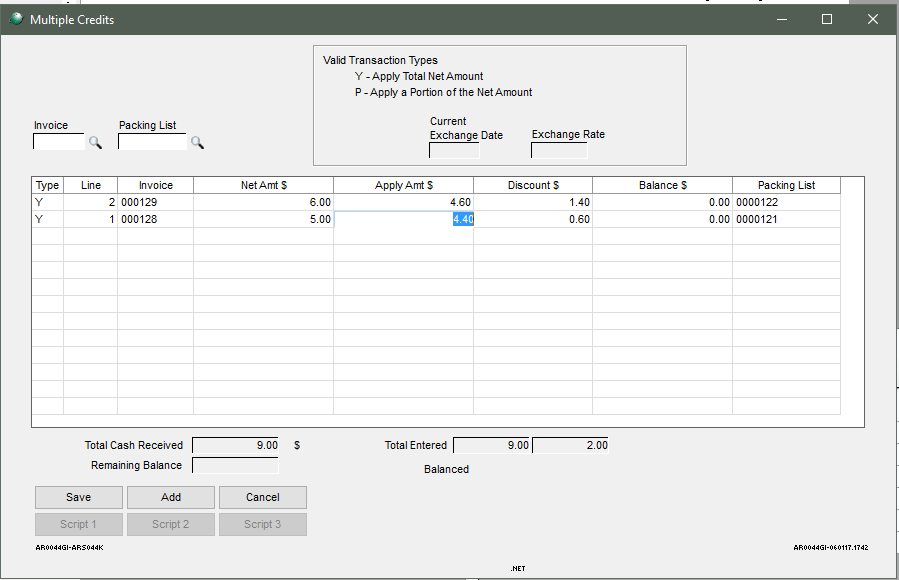 Multiple Credits
Valid Transaction Types
Y - Apply Total Net Amount
P - Apply a Portion of the Net Amount
Current
Exchange Date
Exchange Rate
Invoice
Packing List
Type Line Invoice Net Amt $ Apply Amt $ Discount $ Balance $ Packing List
Y 2 000129 6.00 4.60 1.40 0.00 0000122
Y 1 000128 5.00 4.40 0.60 0.00 0000121
Total Cash Received 9.00 $ Total Entered 9.00 2.00
Remaining Balance Balanced
Save Add Cancel
Script 1 Script 2 Script 3
AR0044GI-ARS044K AR0044GI-060117.1742
.NET